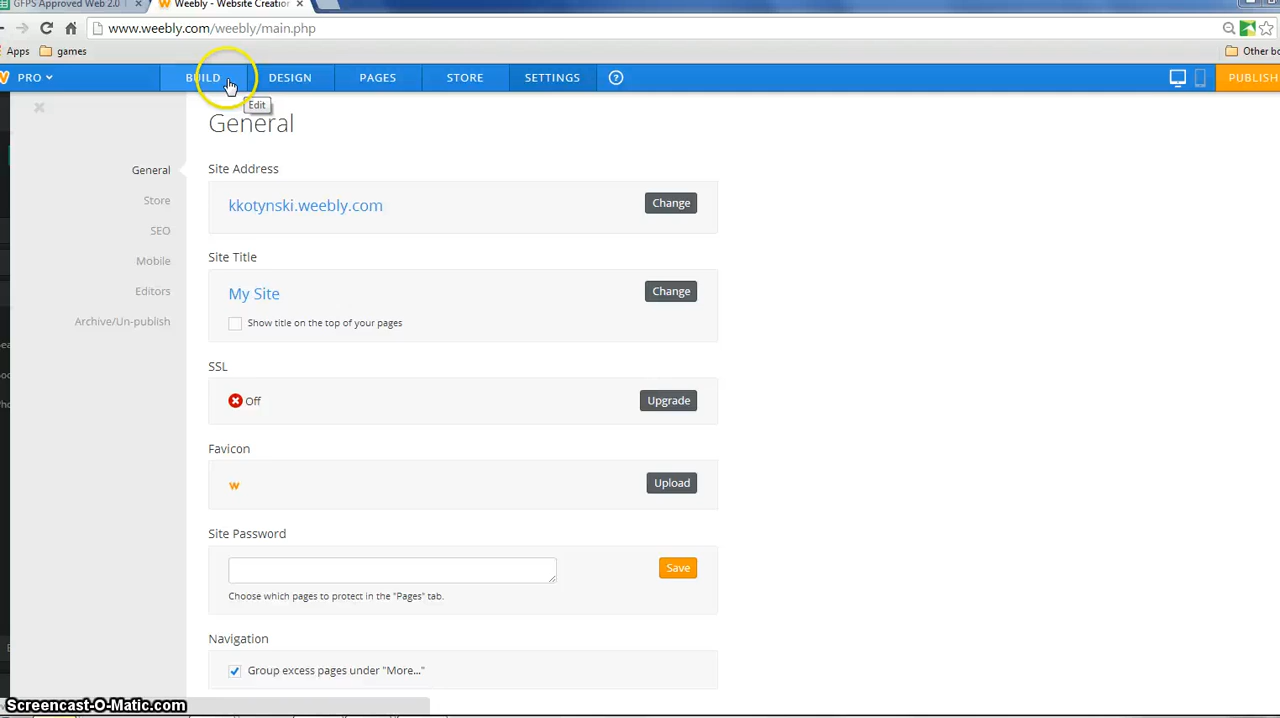 GFPS Approved Web 2.0
Weebly - Website Creation
www.weebly.com/weebly/main.php
Apps games Other bo
PRO BUILD DESIGN PAGES STORE SETTINGS ? PUBLISH
Edit
General
General
Store
SEO
Mobile
Editors
Archive/Un-publish
Site Address
kkotynski.weebly.com Change
Site Title
My Site Change
Show title on the top of your pages
SSL
Off Upgrade
Favicon
w Upload
Site Password
Save
Choose which pages to protect in the "Pages" tab.
Navigation
Group excess pages under "More..."
Screencast-O-Matic.com